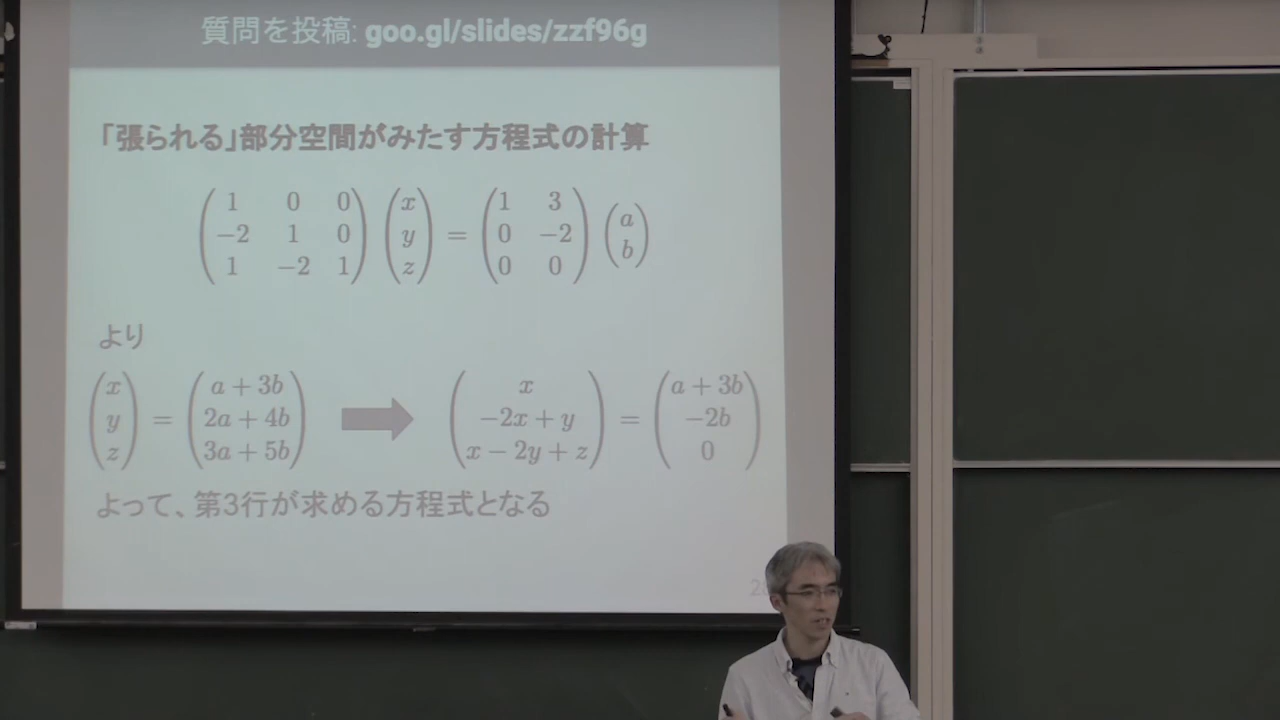 質問を投稿: goo.gl/slides/zzf96g
「張られる」部分空間がみたす方程式の計算
(1 0 0) (x) = (1 3) (a)
(-2 1 0) (y) (0 -2) (b)
(1 -2 1) (z) (0 0)
より
(x) = (a + 3b) (x) = (a + 3b)
(y) (2a + 4b) (-2x + y) (-2b)
(z) (3a + 5b) (x - 2y + z) (0)
よって、第3行が求める方程式となる